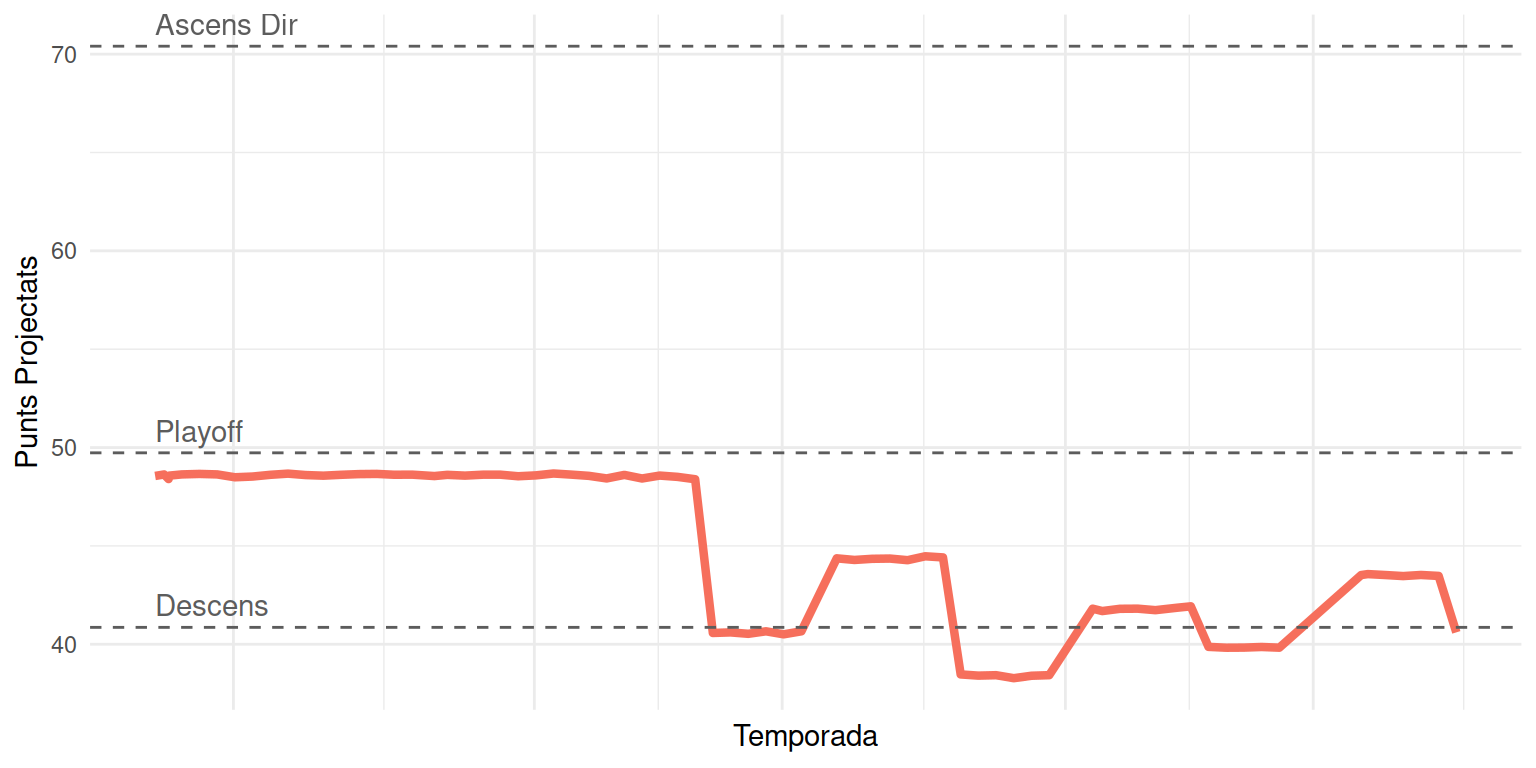 Ascens Dir
70
60
Punts Projectats
Playoff
50
Descens
40
Temporada